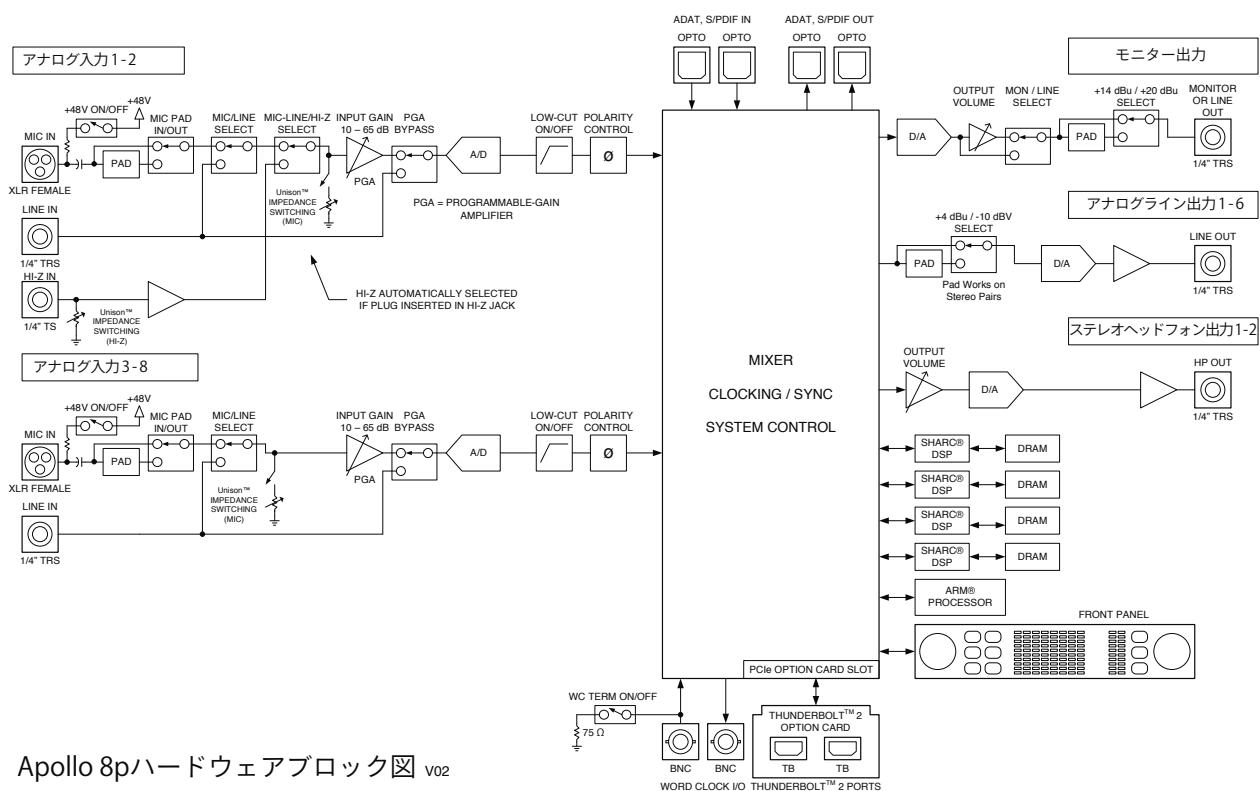 ADAT, S/PDIF IN
ADAT, S/PDIF OUT
OPTO
OPTO
OPTO
OPTO
アナログ入力1-2
+48V ON/OFF
+48V
MIC IN
XLR FEMALE
PAD
MIC PAD
IN/OUT
MIC/LINE
SELECT
MIC-LINE/HI-Z
SELECT
INPUT GAIN
10 – 65 dB
PGA
PGA
BYPASS
A/D
LOW-CUT
ON/OFF
POLARITY
CONTROL
Ø
Unison™
IMPEDANCE
SWITCHING
(MIC)
PGA = PROGRAMMABLE-GAIN
AMPLIFIER
LINE IN
1/4" TRS
HI-Z IN
1/4" TS
Unison™
IMPEDANCE
SWITCHING
(HI-Z)
HI-Z AUTOMATICALLY SELECTED
IF PLUG INSERTED IN HI-Z JACK
アナログ入力3-8
+48V ON/OFF
+48V
MIC IN
XLR FEMALE
PAD
MIC PAD
IN/OUT
MIC/LINE
SELECT
INPUT GAIN
10 – 65 dB
PGA
PGA
BYPASS
A/D
LOW-CUT
ON/OFF
POLARITY
CONTROL
Ø
Unison™
IMPEDANCE
SWITCHING
(MIC)
LINE IN
1/4" TRS
MIXER
CLOCKING / SYNC
SYSTEM CONTROL
PCIe OPTION CARD SLOT
モニター出力
D/A
OUTPUT
VOLUME
MON / LINE
SELECT
PAD
+14 dBu / +20 dBu
SELECT
MONITOR
OR LINE
OUT
1/4" TRS
アナログライン出力1-6
+4 dBu / -10 dBV
SELECT
PAD
Pad Works on
Stereo Pairs
D/A
LINE OUT
1/4" TRS
ステレオヘッドフォン出力1-2
OUTPUT
VOLUME
D/A
HP OUT
1/4" TRS
SHARC®
DSP
DRAM
SHARC®
DSP
DRAM
SHARC®
DSP
DRAM
SHARC®
DSP
DRAM
ARM®
PROCESSOR
FRONT PANEL
WC TERM ON/OFF
75 Ω
BNC
BNC
WORD CLOCK I/O
THUNDERBOLT™ 2
OPTION CARD
TB
TB
THUNDERBOLT™ 2 PORTS
Apollo 8pハードウェアブロック図 V02